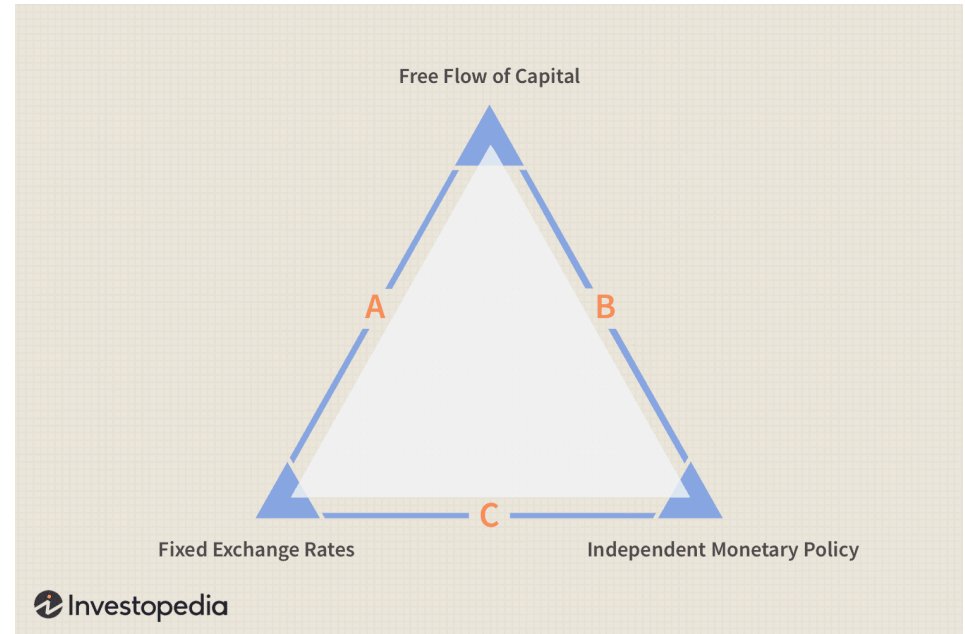 Free Flow of Capital
A
B
C
Fixed Exchange Rates
Independent Monetary Policy
Investopedia